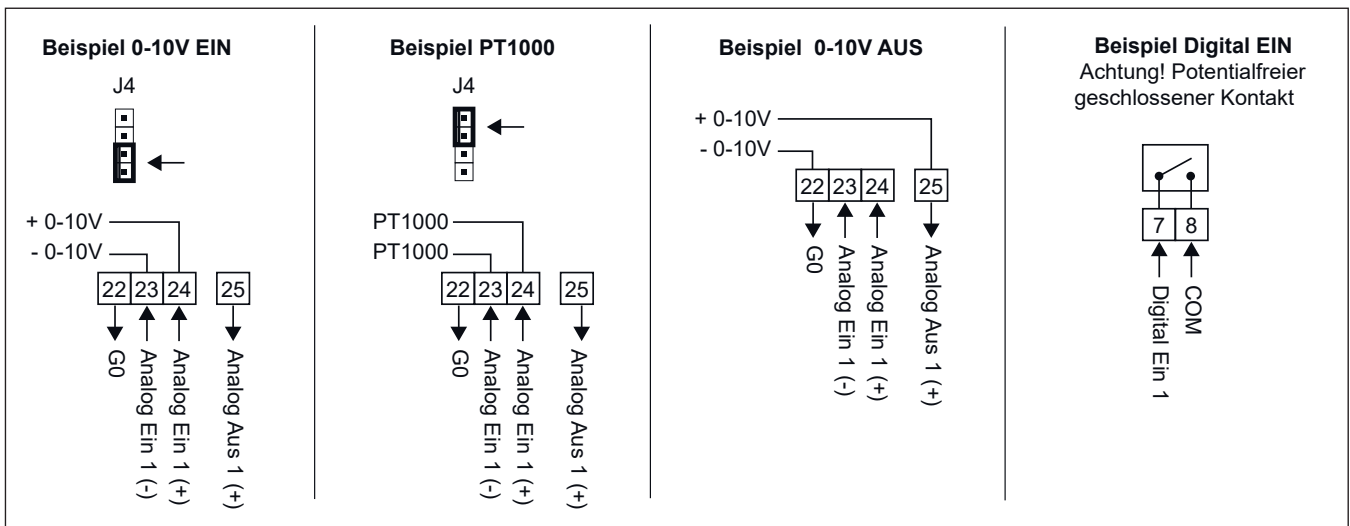 Beispiel 0-10V EIN
J4
+ 0-10V
- 0-10V
22 23 24 25
G0
Analog Ein 1 (-)
Analog Ein 1 (+)
Analog Aus 1 (+)
Beispiel PT1000
J4
PT1000
PT1000
22 23 24 25
G0
Analog Ein 1 (-)
Analog Ein 1 (+)
Analog Aus 1 (+)
Beispiel 0-10V AUS
+ 0-10V
- 0-10V
22 23 24 25
G0
Analog Ein 1 (-)
Analog Ein 1 (+)
Analog Aus 1 (+)
Beispiel Digital EIN
Achtung! Potentialfreier
geschlossener Kontakt
7 8
Digital Ein 1
COM